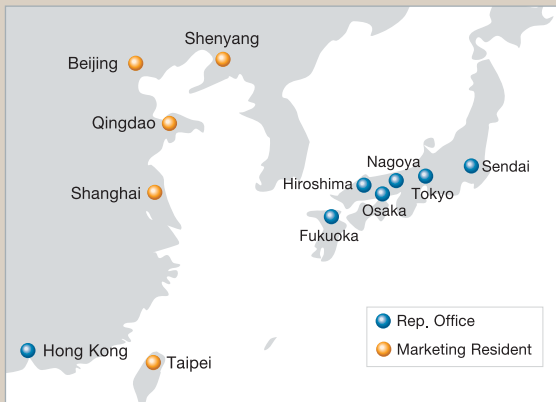 Shenyang
Beijing
Qingdao
Shanghai
Nagoya
Sendai
Hiroshima
Tokyo
Osaka
Fukuoka
Rep. Office
Hong Kong
Marketing Resident
Taipei